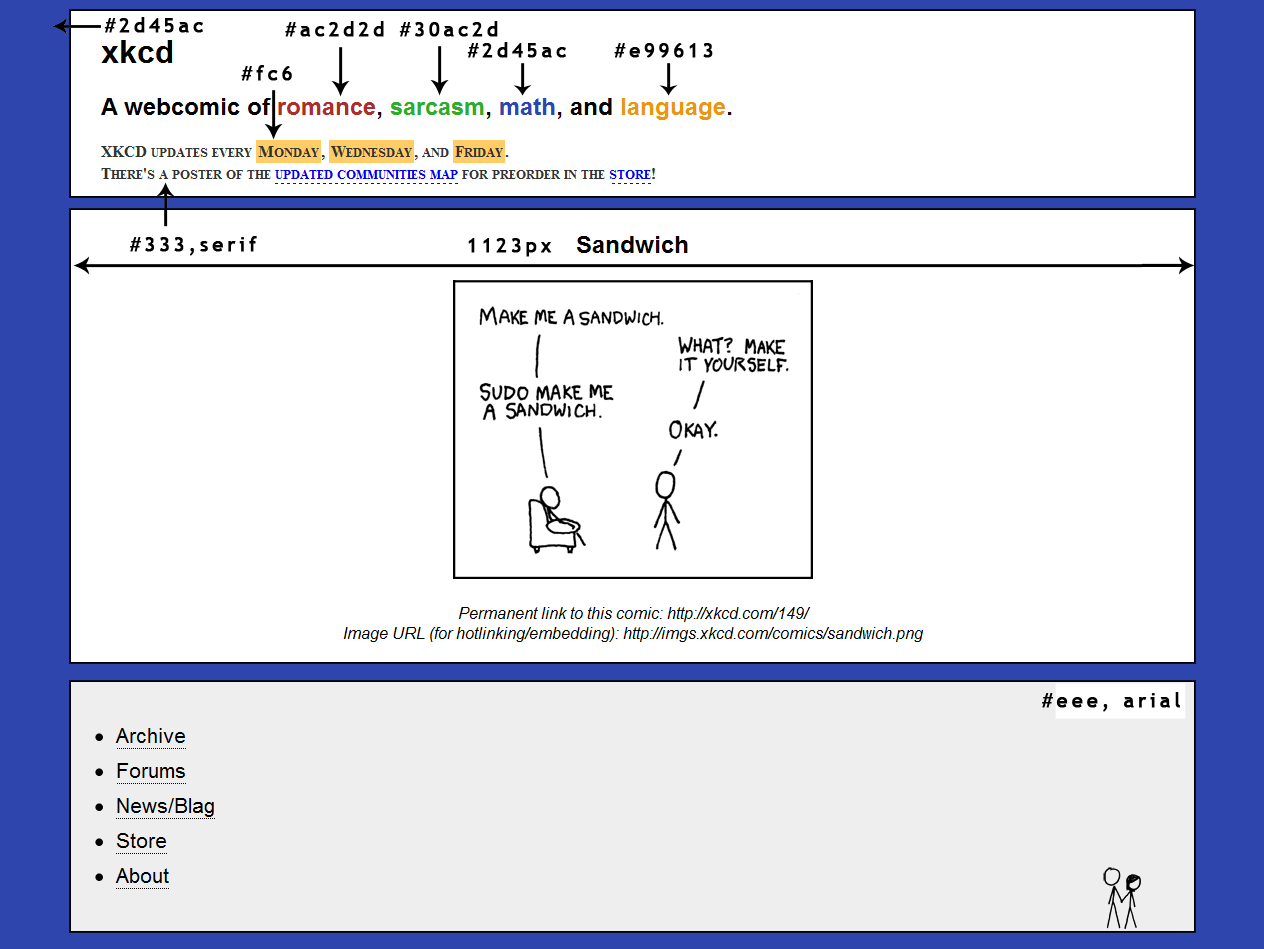 #2d45ac
#ac2d2d #30ac2d
xkcd
#2d45ac
#e99613
#fc6
A webcomic of romance, sarcasm, math, and language.
XKCD UPDATES EVERY MONDAY, WEDNESDAY, AND FRIDAY.
THERE'S A POSTER OF THE UPDATED COMMUNITIES MAP FOR PREORDER IN THE STORE!
#333,serif
1123px
Sandwich
MAKE ME A SANDWICH.
WHAT? MAKE
IT YOURSELF.
SUDO MAKE ME
A SANDWICH.
OKAY.
Permanent link to this comic: http://xkcd.com/149/
Image URL (for hotlinking/embedding): http://imgs.xkcd.com/comics/sandwich.png
#eee, arial
Archive
Forums
News/Blag
Store
About